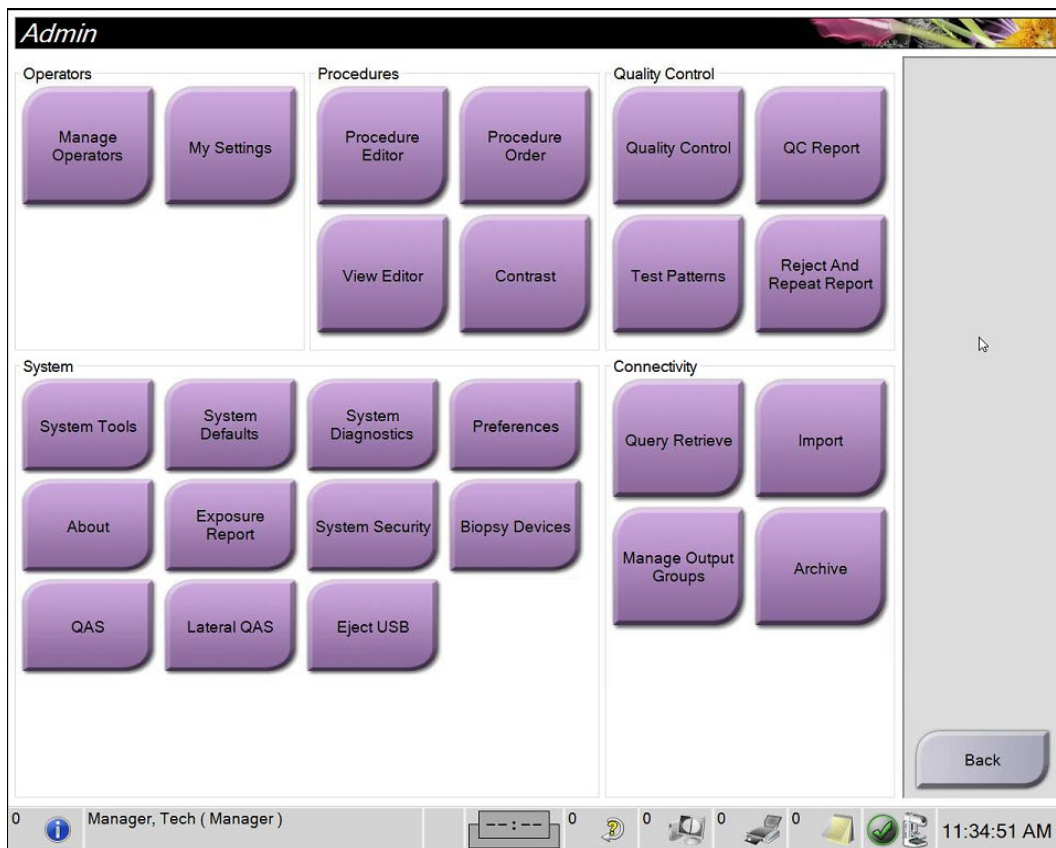 Admin
Operators
Manage
Operators
My Settings
Procedures
Procedure
Editor
Procedure
Order
View Editor
Contrast
Quality Control
Quality Control
QC Report
Test Patterns
Reject And
Repeat Report
System
System Tools
System
Defaults
System
Diagnostics
Preferences
About
Exposure
Report
System Security
Biopsy Devices
QAS
Lateral QAS
Eject USB
Connectivity
Query Retrieve
Import
Manage Output
Groups
Archive
Back
0
Manager, Tech ( Manager )
--:--
0
0
0
0
11:34:51 AM